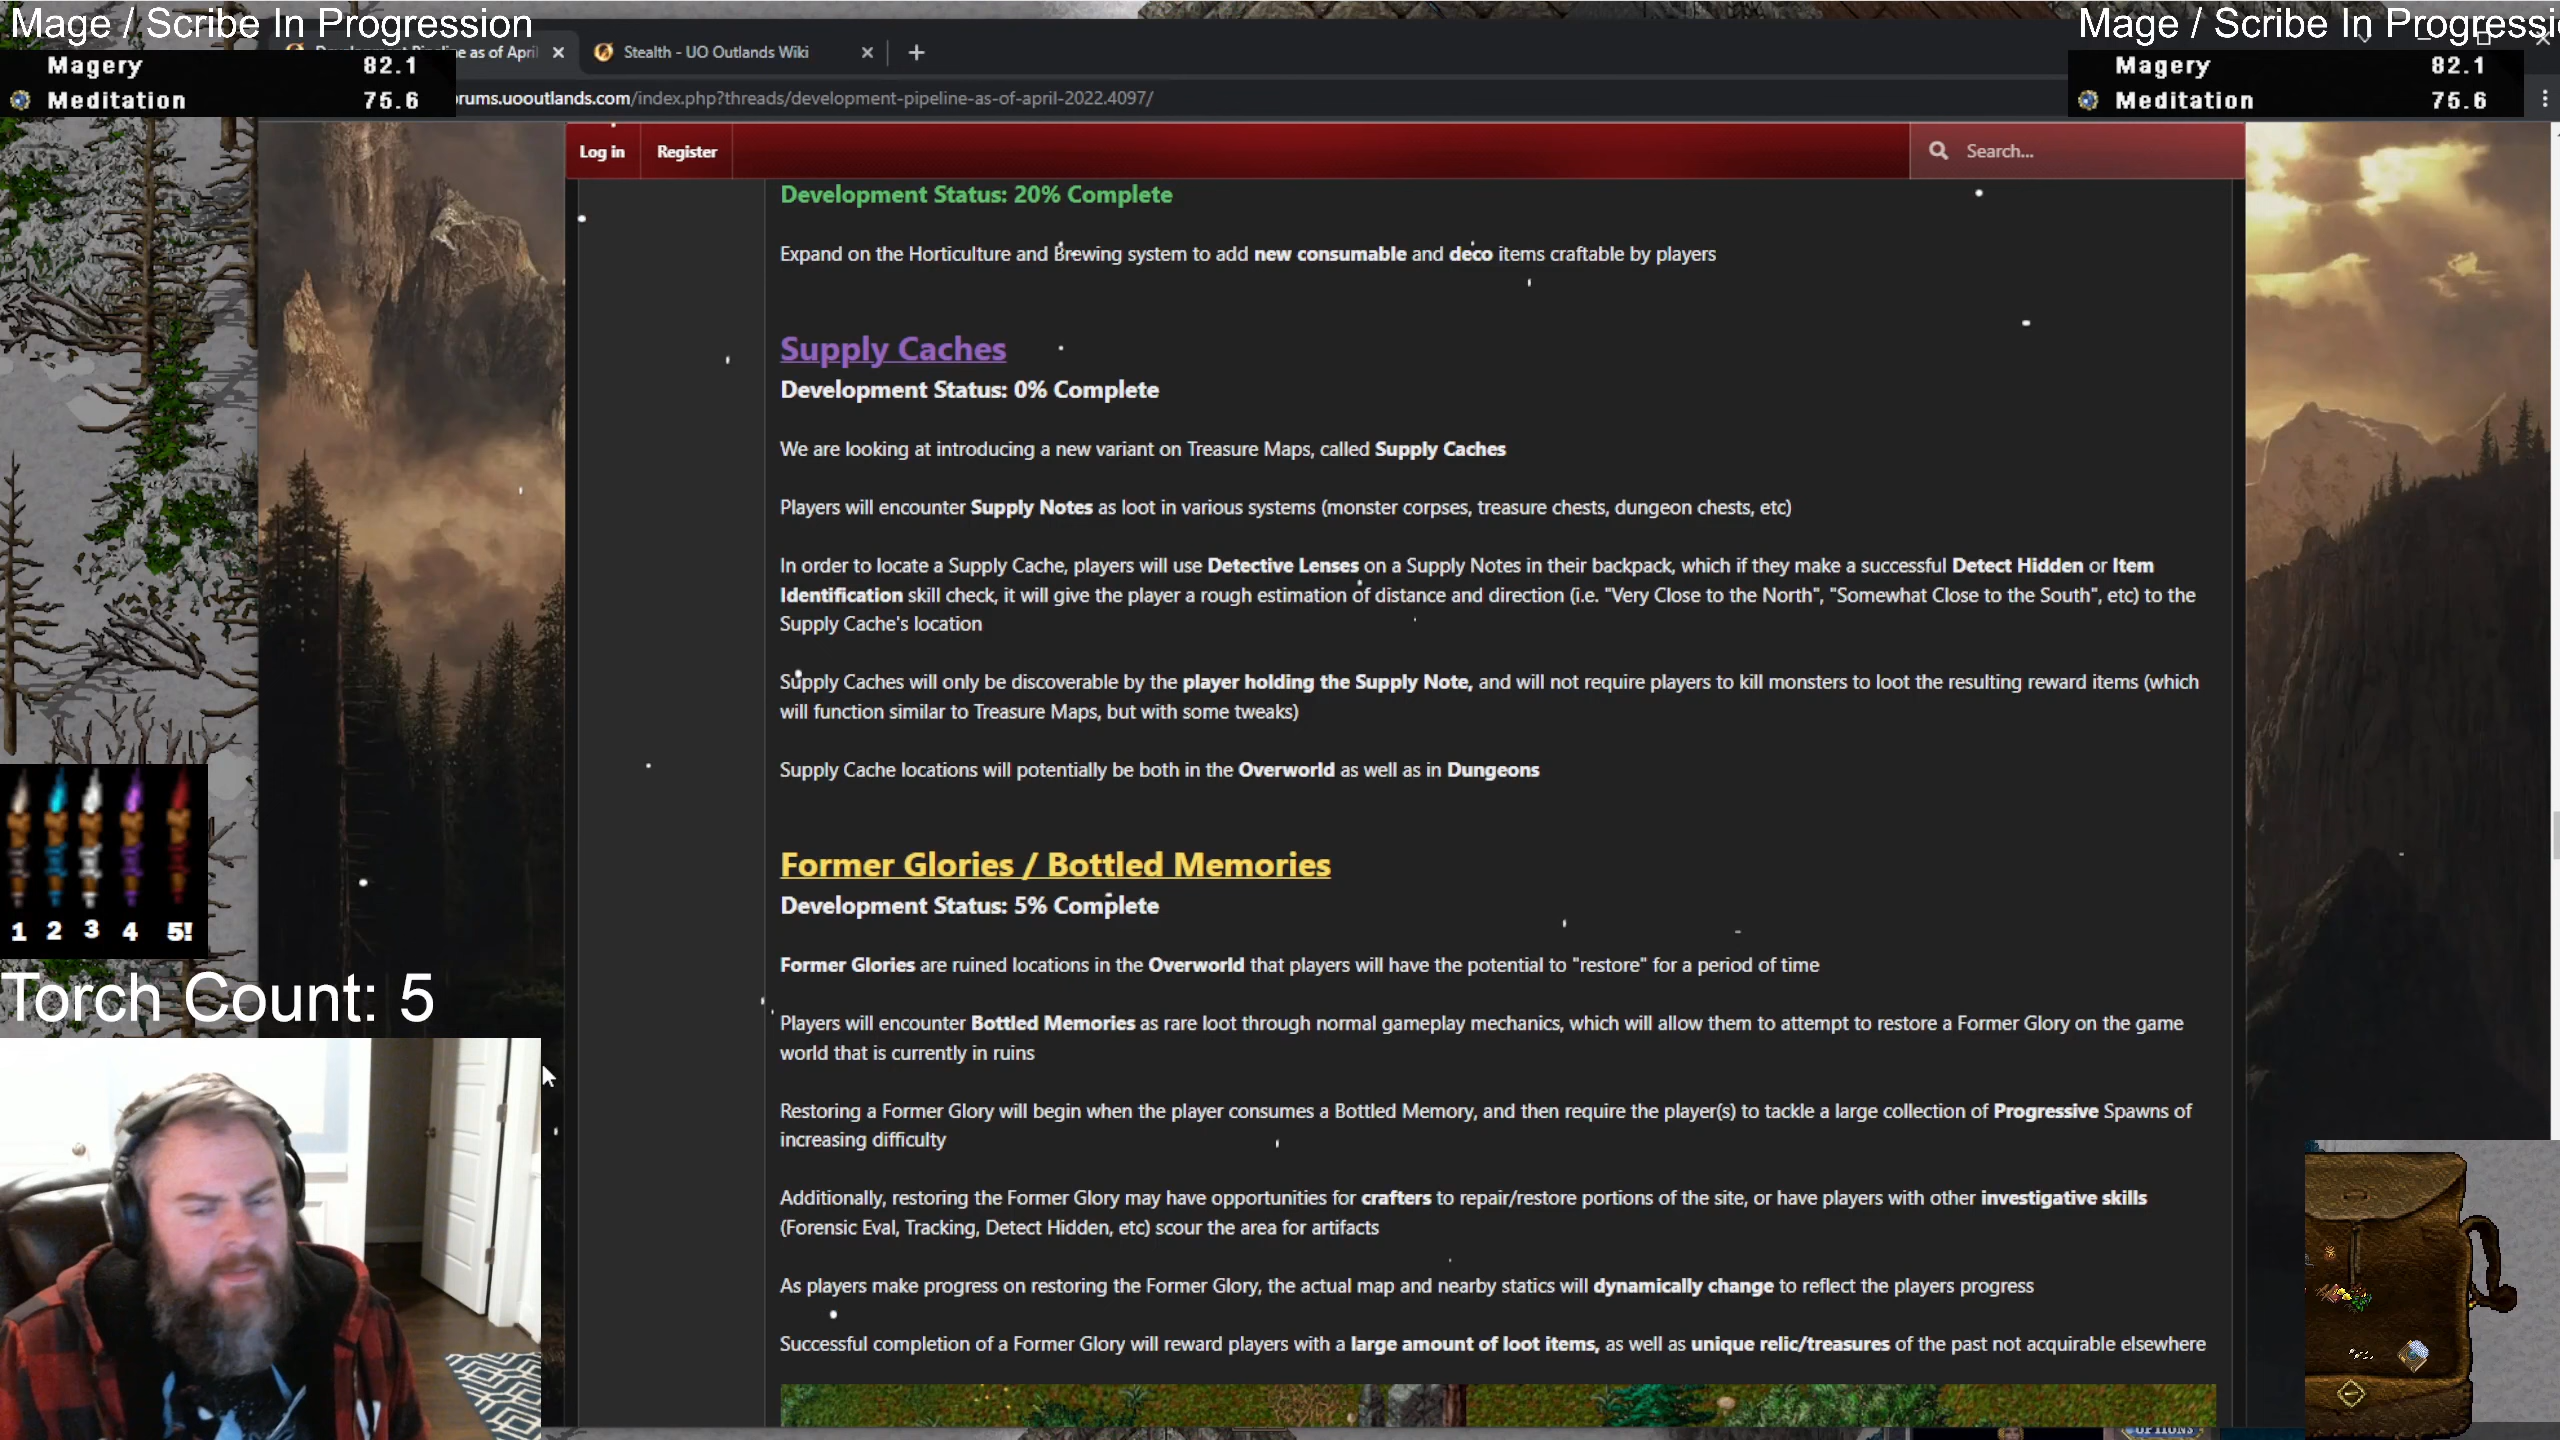 Mage / Scribe In Progression
Magery 82.1
Meditation 75.6
as of April
Stealth - UO Outlands Wiki
Mage / Scribe In Progressi
Magery 82.1
Meditation 75.6
rums.uooutlands.com/index.php?threads/development-pipeline-as-of-april-2022.4097/
Log in
Register
Search...
Development Status: 20% Complete
Expand on the Horticulture and Brewing system to add new consumable and deco items craftable by players
Supply Caches
Development Status: 0% Complete
We are looking at introducing a new variant on Treasure Maps, called Supply Caches
Players will encounter Supply Notes as loot in various systems (monster corpses, treasure chests, dungeon chests, etc)
In order to locate a Supply Cache, players will use Detective Lenses on a Supply Notes in their backpack, which if they make a successful Detect Hidden or Item
Identification skill check, it will give the player a rough estimation of distance and direction (i.e. "Very Close to the North", "Somewhat Close to the South", etc) to the
Supply Cache's location
Supply Caches will only be discoverable by the player holding the Supply Note, and will not require players to kill monsters to loot the resulting reward items (which
will function similar to Treasure Maps, but with some tweaks)
Supply Cache locations will potentially be both in the Overworld as well as in Dungeons
Former Glories / Bottled Memories
Development Status: 5% Complete
Former Glories are ruined locations in the Overworld that players will have the potential to "restore" for a period of time
Players will encounter Bottled Memories as rare loot through normal gameplay mechanics, which will allow them to attempt to restore a Former Glory on the game
world that is currently in ruins
Restoring a Former Glory will begin when the player consumes a Bottled Memory, and then require the player(s) to tackle a large collection of Progressive Spawns of
increasing difficulty
Additionally, restoring the Former Glory may have opportunities for crafters to repair/restore portions of the site, or have players with other investigative skills
(Forensic Eval, Tracking, Detect Hidden, etc) scour the area for artifacts
As players make progress on restoring the Former Glory, the actual map and nearby statics will dynamically change to reflect the players progress
Successful completion of a Former Glory will reward players with a large amount of loot items, as well as unique relic/treasures of the past not acquirable elsewhere
1 2 3 4 5!
Torch Count: 5
OPTIONS